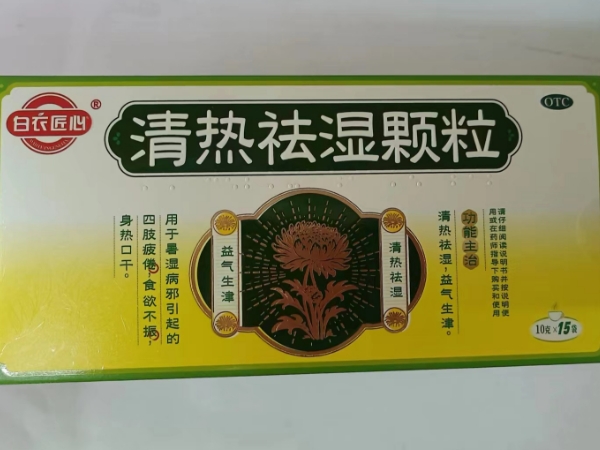 白衣匠心
®
清热祛湿颗粒
OTC
请仔细阅读说明书并按说明使
用或在药师指导下购买和使用
功能主治
清热祛湿，益气生津。
清热祛湿
益气生津
用于暑湿病邪引起的
四肢疲倦，食欲不振，
身热口干。
10克×15袋